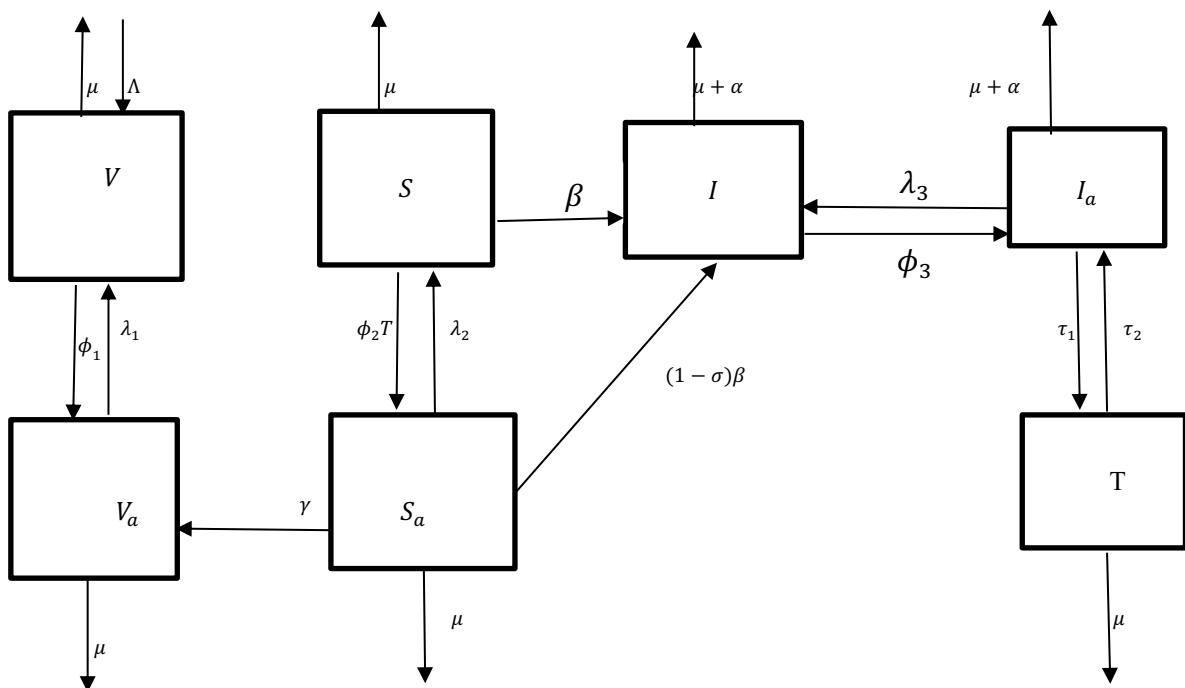 μ
Λ
μ
μ + α
μ + α
V
S
I
I_a
β
λ_3
ϕ_3
ϕ_1
λ_1
ϕ_2T
λ_2
τ_1
τ_2
(1 − σ)β
V_a
γ
S_a
T
μ
μ
μ